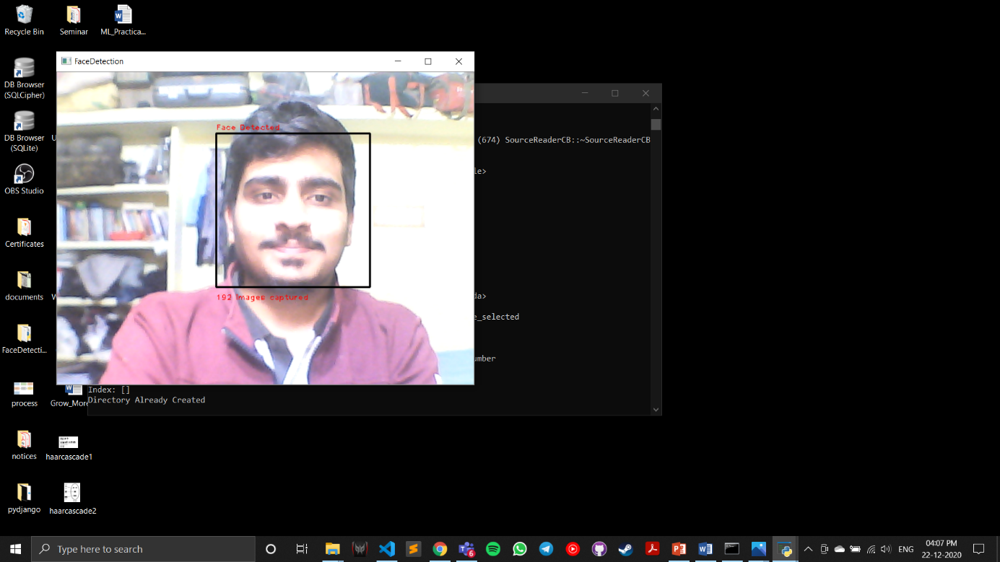 Recycle Bin
Seminar
ML_Practica...
DB Browser
(SQLCipher)
DB Browser
(SQLite)
OBS Studio
Certificates
documents
FaceDetecti...
process
Grow_More
notices
haarcascade1
pydjango
haarcascade2
FaceDetection
Face Detected
192 Images captured
(674) SourceReaderCB::~SourceReaderCB
le>
da>
e_selected
umber
Index: []
Directory Already Created
Type here to search
6
ENG
04:07 PM
22-12-2020